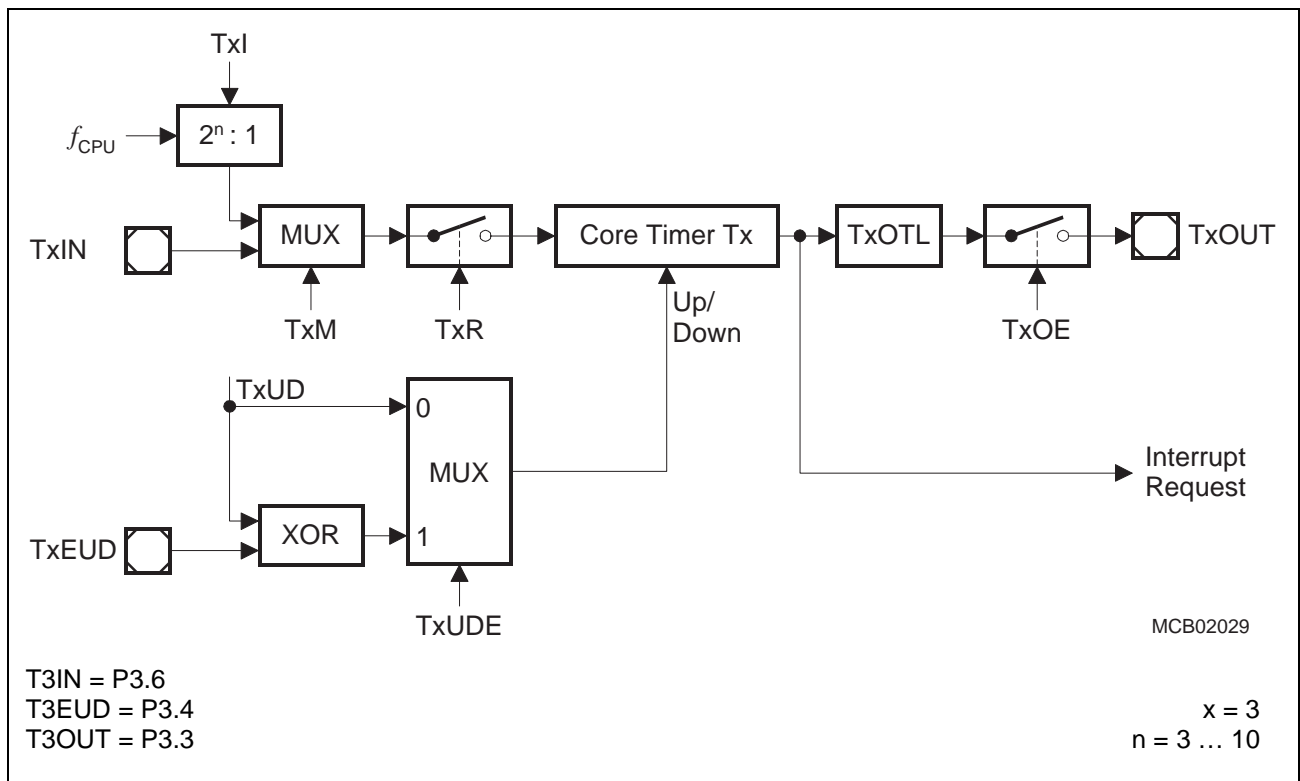 TxI
fCPU
2ⁿ : 1
TxIN
MUX
Core Timer Tx
TxOTL
TxOUT
TxM
TxR
Up/
Down
TxOE
TxUD
0
MUX
Interrupt
Request
TxEUD
XOR
1
TxUDE
MCB02029
T3IN = P3.6
T3EUD = P3.4
x = 3
T3OUT = P3.3
n = 3 … 10